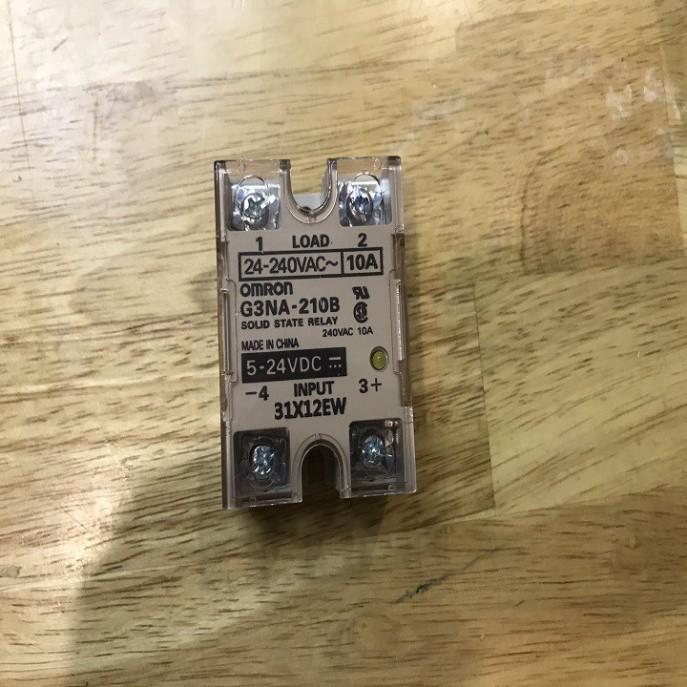 1 LOAD 2
24-240VAC~ 10A
OMRON
G3NA-210B
SOLID STATE RELAY
240VAC 10A
MADE IN CHINA
5-24VDC
-4 INPUT 3+
31X12EW